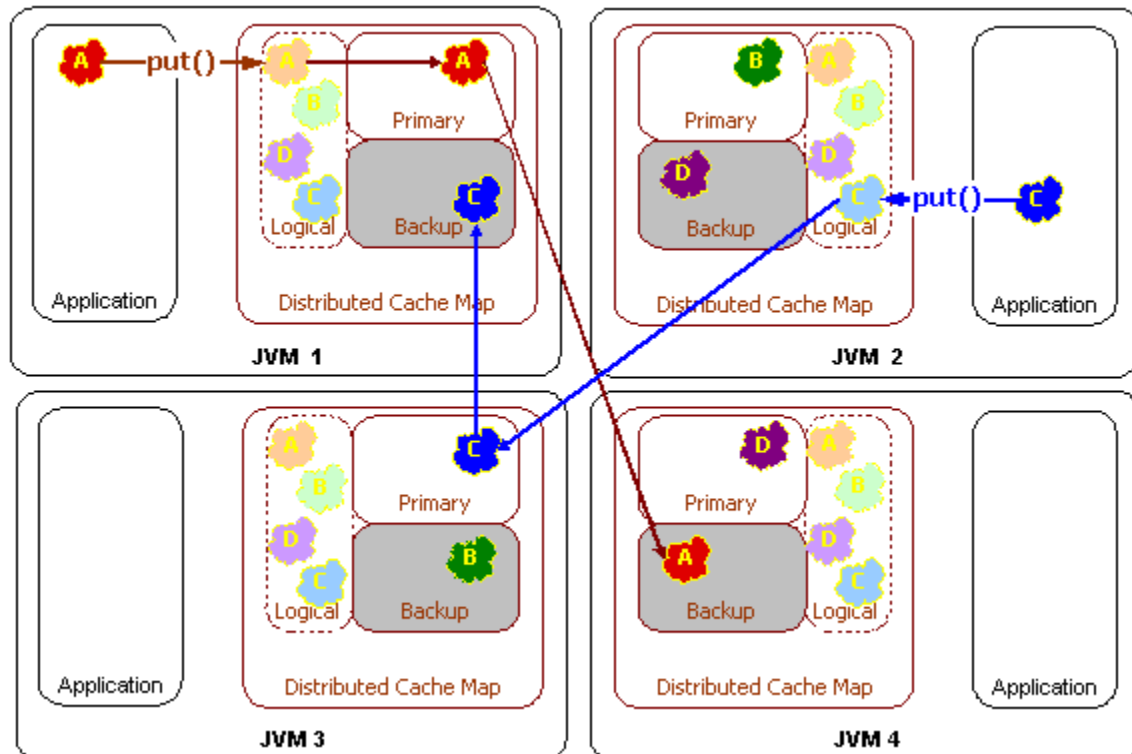 A put() A A
B Primary
D
C C
Logical Backup
Application Distributed Cache Map
JVM 1
B A
Primary B
D D
C put() C
Backup Logical
Distributed Cache Map Application
JVM 2
A C
B Primary
D B
C
Logical Backup
Application Distributed Cache Map
JVM 3
D A
Primary B
A D
C
Backup Logical
Distributed Cache Map Application
JVM 4